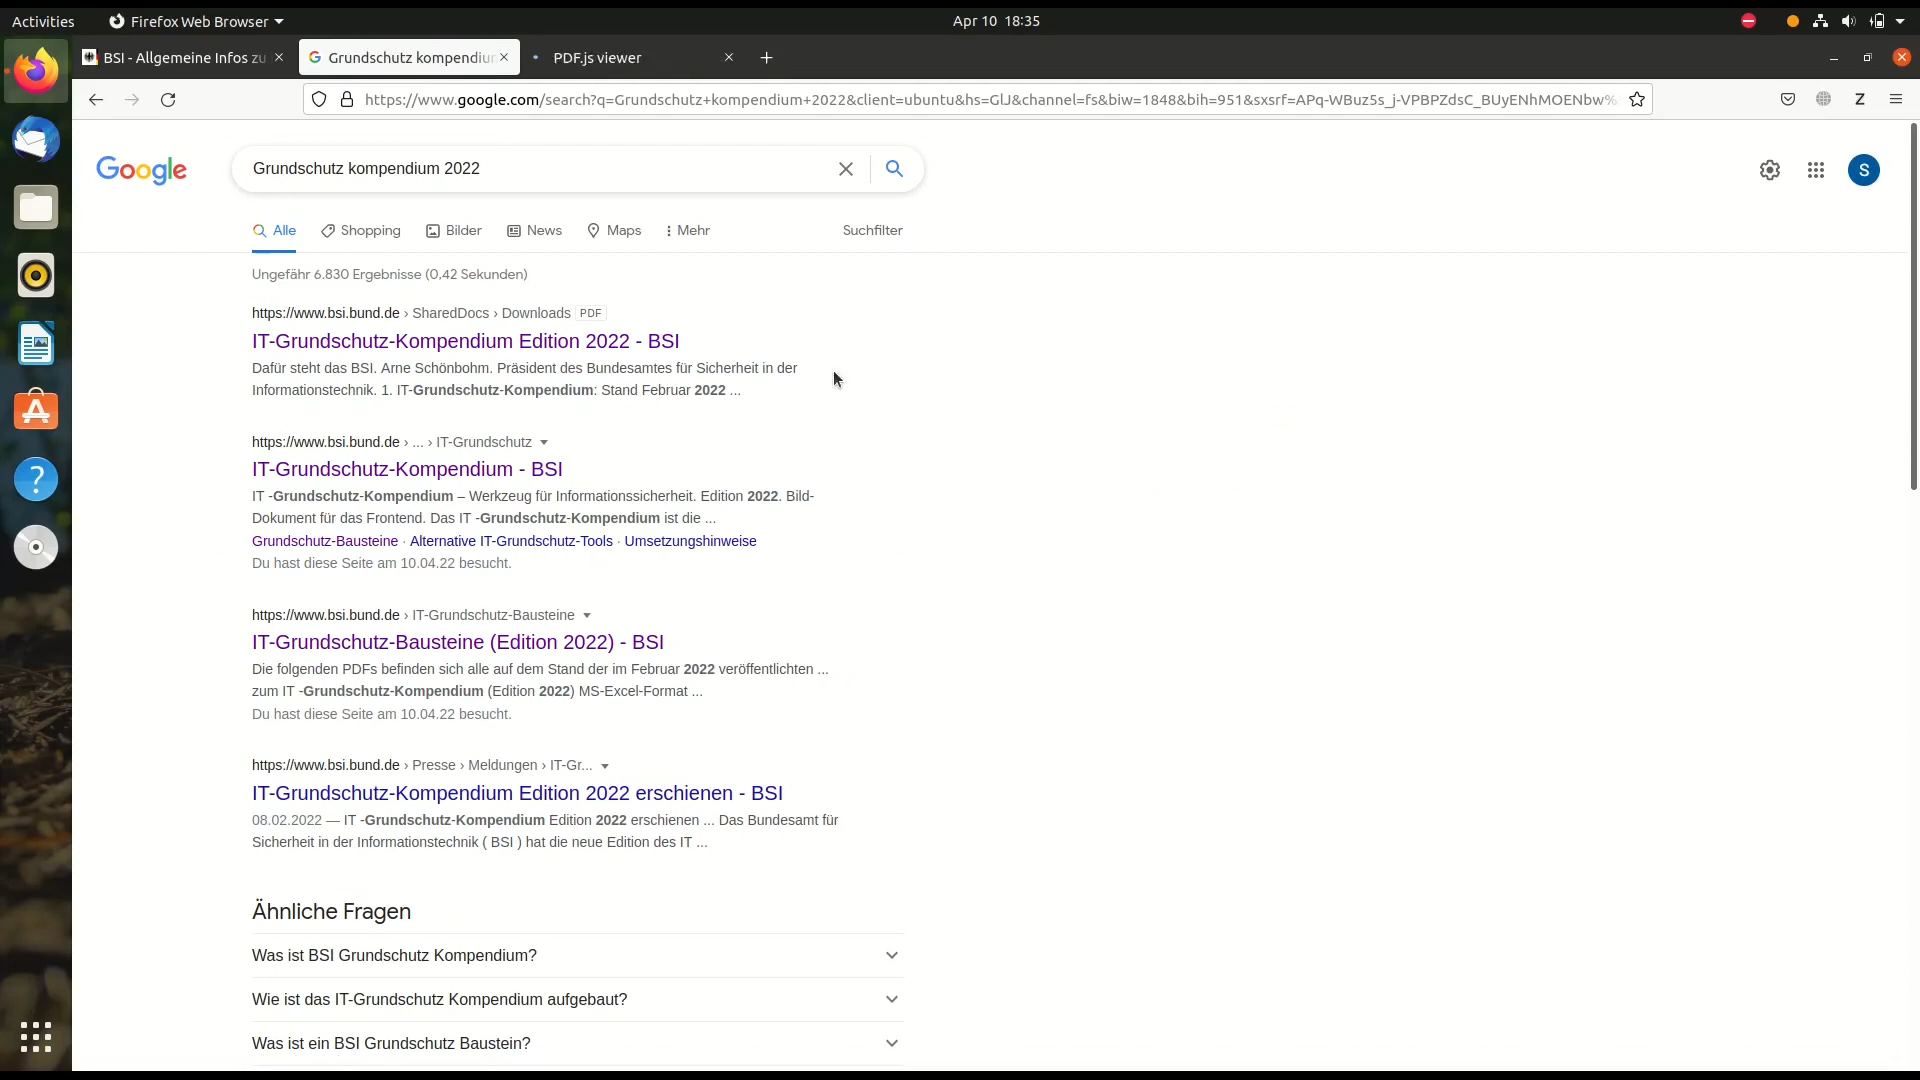 Activities
Firefox Web Browser
Apr 10 18:35
BSI - Allgemeine Infos zu
Grundschutz kompendiun
PDF.js viewer
https://www.google.com/search?q=Grundschutz+kompendium+2022&client=ubuntu&hs=GlJ&channel=fs&biw=1848&bih=951&sxsrf=APq-WBuz5s_j-VPBPZdsC_BUyENhMOENbw%
Z
Google
Grundschutz kompendium 2022
S
Alle
Shopping
Bilder
News
Maps
Mehr
Suchfilter
Ungefähr 6.830 Ergebnisse (0,42 Sekunden)
https://www.bsi.bund.de › SharedDocs › Downloads PDF
IT-Grundschutz-Kompendium Edition 2022 - BSI
Dafür steht das BSI. Arne Schönbohm. Präsident des Bundesamtes für Sicherheit in der
Informationstechnik. 1. IT-Grundschutz-Kompendium: Stand Februar 2022 ...
https://www.bsi.bund.de › ... › IT-Grundschutz
IT-Grundschutz-Kompendium - BSI
IT -Grundschutz-Kompendium – Werkzeug für Informationssicherheit. Edition 2022. Bild-
Dokument für das Frontend. Das IT -Grundschutz-Kompendium ist die ...
Grundschutz-Bausteine · Alternative IT-Grundschutz-Tools · Umsetzungshinweise
Du hast diese Seite am 10.04.22 besucht.
https://www.bsi.bund.de › IT-Grundschutz-Bausteine
IT-Grundschutz-Bausteine (Edition 2022) - BSI
Die folgenden PDFs befinden sich alle auf dem Stand der im Februar 2022 veröffentlichten ...
zum IT -Grundschutz-Kompendium (Edition 2022) MS-Excel-Format ...
Du hast diese Seite am 10.04.22 besucht.
https://www.bsi.bund.de › Presse › Meldungen › IT-Gr...
IT-Grundschutz-Kompendium Edition 2022 erschienen - BSI
08.02.2022 — IT -Grundschutz-Kompendium Edition 2022 erschienen ... Das Bundesamt für
Sicherheit in der Informationstechnik ( BSI ) hat die neue Edition des IT ...
Ähnliche Fragen
Was ist BSI Grundschutz Kompendium?
Wie ist das IT-Grundschutz Kompendium aufgebaut?
Was ist ein BSI Grundschutz Baustein?